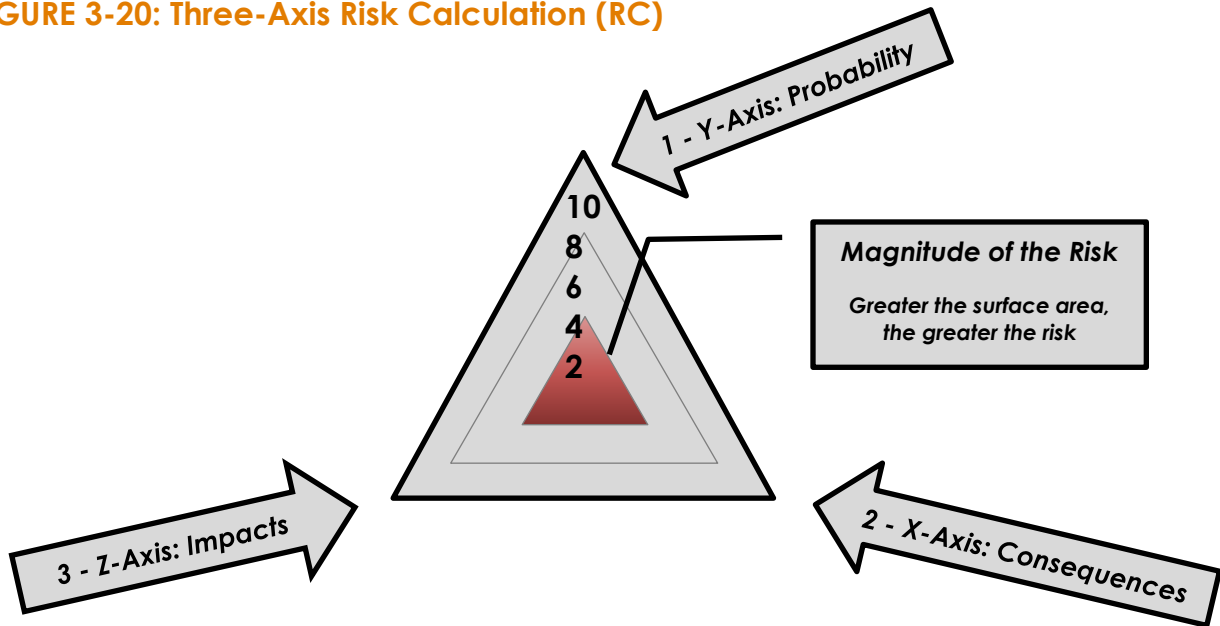 GURE 3-20: Three-Axis Risk Calculation (RC)
1 - Y-Axis: Probability
10
8
6
4
2
Magnitude of the Risk
Greater the surface area,
the greater the risk
3 - Z-Axis: Impacts
2 - X-Axis: Consequences